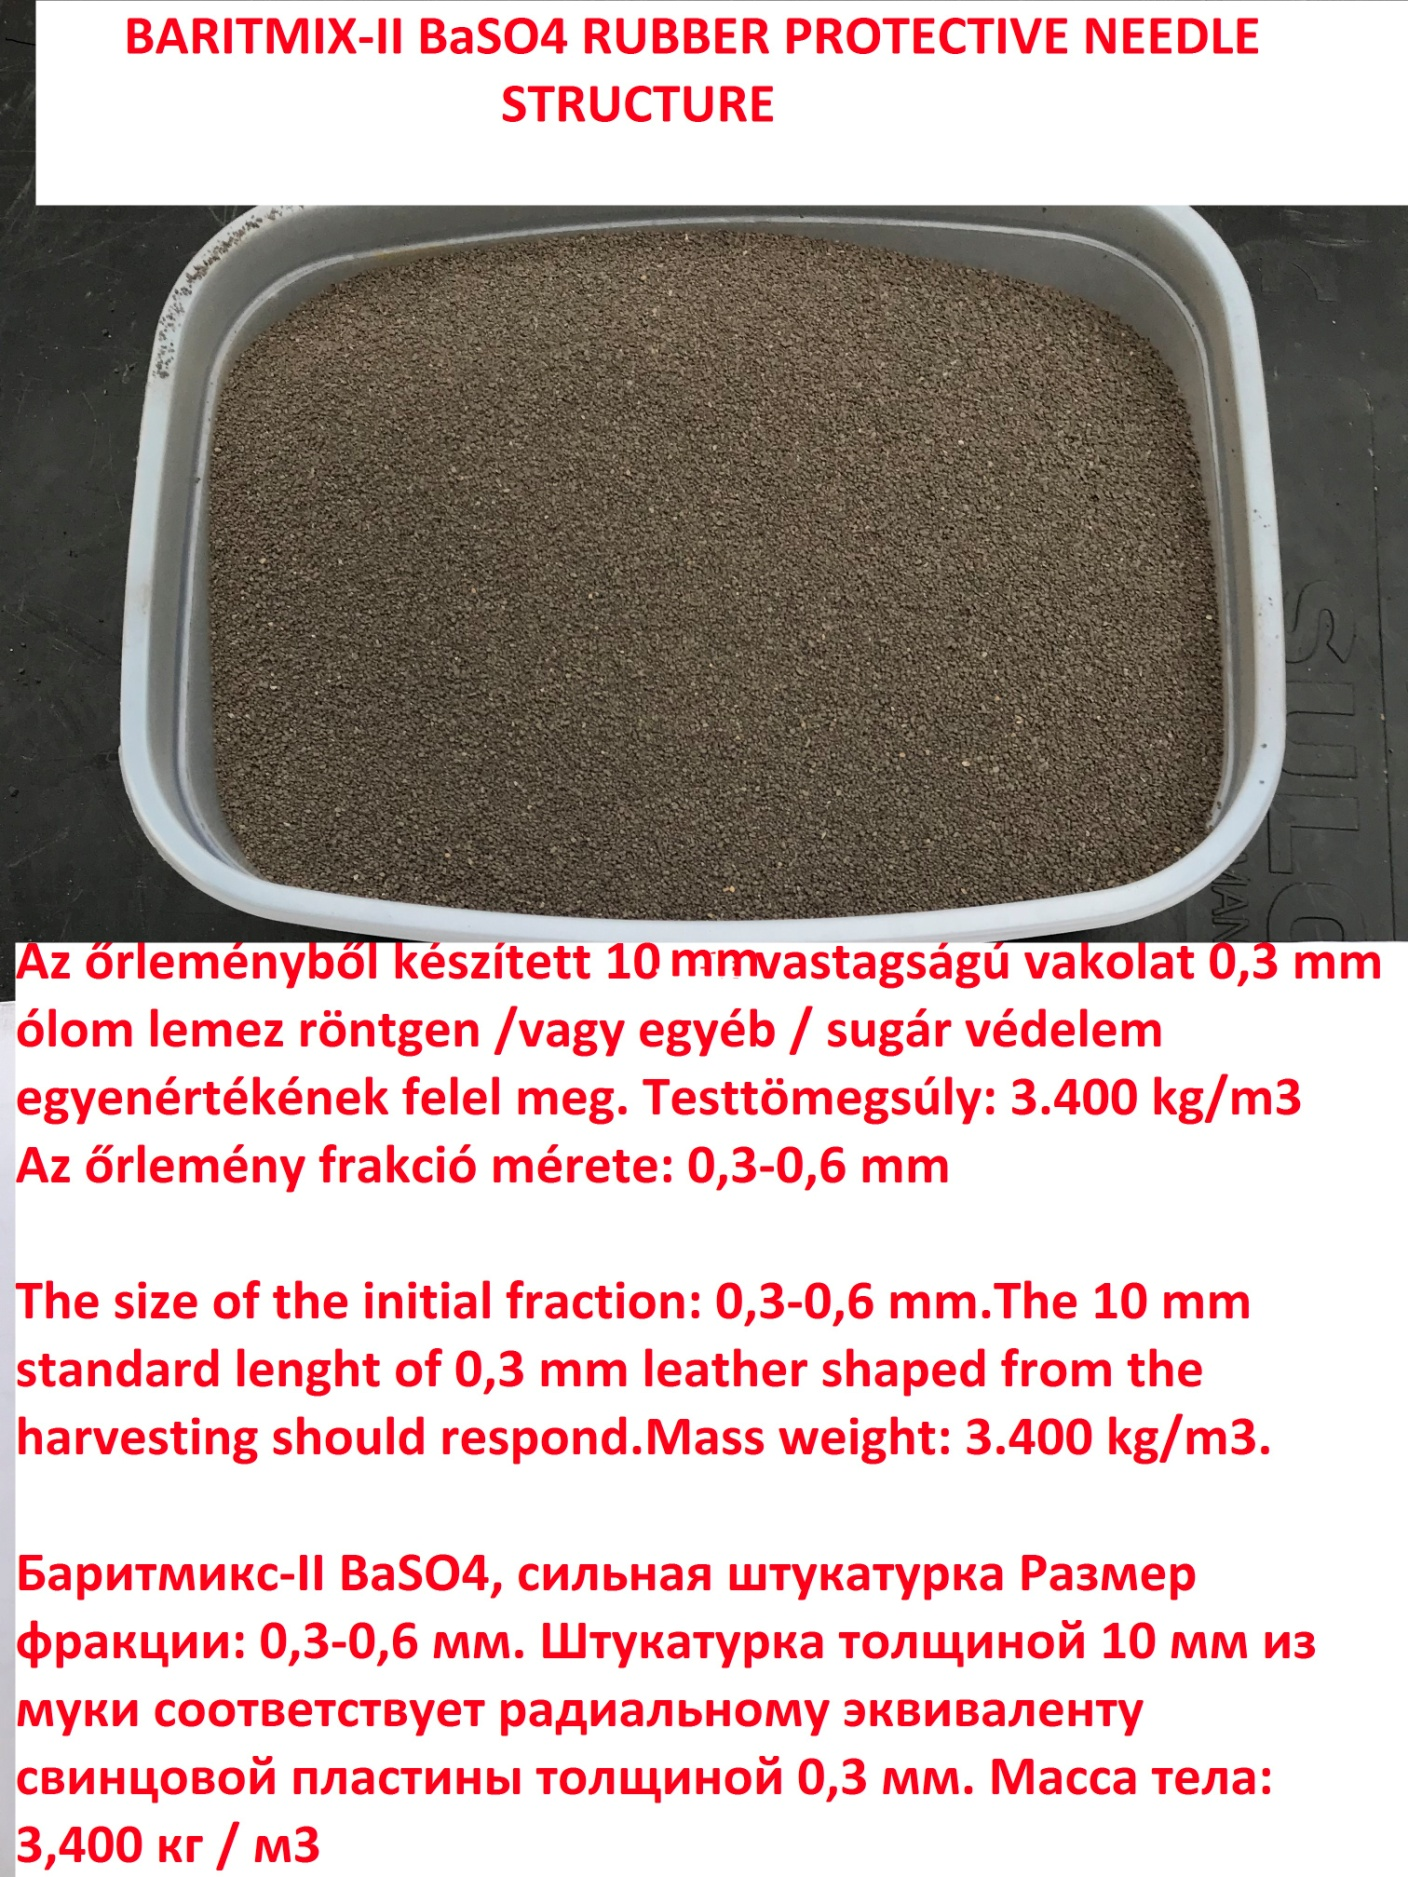 BARITMIX-II BaSO4 RUBBER PROTECTIVE NEEDLE
STRUCTURE
SULO
MAN
Az őrleményből készített 10 mm vastagságú vakolat 0,3 mm
ólom lemez röntgen /vagy egyéb / sugár védelem
egyenértékének felel meg. Testtömegsúly: 3.400 kg/m3
Az őrlemény frakció mérete: 0,3-0,6 mm
The size of the initial fraction: 0,3-0,6 mm.The 10 mm
standard lenght of 0,3 mm leather shaped from the
harvesting should respond.Mass weight: 3.400 kg/m3.
Баритмикс-II BaSO4, сильная штукатурка Размер
фракции: 0,3-0,6 мм. Штукатурка толщиной 10 мм из
муки соответствует радиальному эквиваленту
свинцовой пластины толщиной 0,3 мм. Масса тела:
3,400 кг / м3